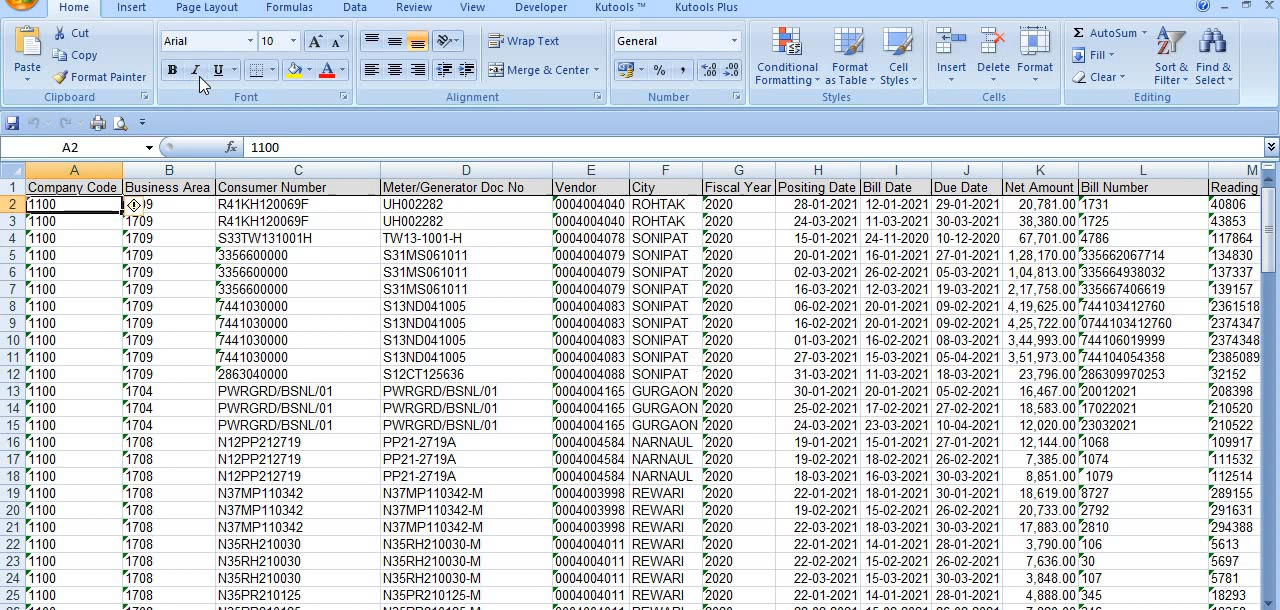 Home Insert Page Layout Formulas Data Review View Developer Kutools ™ Kutools Plus
Paste Cut Copy Format Painter Clipboard
Arial 10 A A B I U A Font
Wrap Text Merge & Center Alignment
General % , .00 .0 Number
Conditional Formatting Format as Table Cell Styles Styles
Insert Delete Format Cells
Σ AutoSum Fill Clear Sort & Filter Find & Select Editing
A2 fx 1100
A B C D E F G H I J K L M
1 Company Code Business Area Consumer Number Meter/Generator Doc No Vendor City Fiscal Year Positing Date Bill Date Due Date Net Amount Bill Number Reading
2 1100 R41KH120069F UH002282 0004004040 ROHTAK 2020 28-01-2021 12-01-2021 29-01-2021 20,781.00 1731 40806
3 1100 1709 R41KH120069F UH002282 0004004040 ROHTAK 2020 24-03-2021 11-03-2021 30-03-2021 38,380.00 1725 43853
4 1100 1709 S33TW131001H TW13-1001-H 0004004078 SONIPAT 2020 15-01-2021 24-11-2020 10-12-2020 67,701.00 4786 117864
5 1100 1709 3356600000 S31MS061011 0004004079 SONIPAT 2020 20-01-2021 16-01-2021 27-01-2021 1,28,170.00 335662067714 134830
6 1100 1709 3356600000 S31MS061011 0004004079 SONIPAT 2020 02-03-2021 26-02-2021 05-03-2021 1,04,813.00 335664938032 137337
7 1100 1709 3356600000 S31MS061011 0004004079 SONIPAT 2020 16-03-2021 12-03-2021 19-03-2021 2,17,758.00 335667406619 139157
8 1100 1709 7441030000 S13ND041005 0004004083 SONIPAT 2020 06-02-2021 20-01-2021 09-02-2021 4,19,625.00 744103412760 2361518
9 1100 1709 7441030000 S13ND041005 0004004083 SONIPAT 2020 16-02-2021 20-01-2021 09-02-2021 4,25,722.00 0744103412760 2374347
10 1100 1709 7441030000 S13ND041005 0004004083 SONIPAT 2020 01-03-2021 16-02-2021 08-03-2021 3,44,993.00 744106019999 2374348
11 1100 1709 7441030000 S13ND041005 0004004083 SONIPAT 2020 27-03-2021 15-03-2021 05-04-2021 3,51,973.00 744104054358 2385089
12 1100 1709 2863040000 S12CT125636 0004004088 SONIPAT 2020 31-03-2021 11-03-2021 18-03-2021 23,796.00 286309970253 32152
13 1100 1704 PWRGRD/BSNL/01 PWRGRD/BSNL/01 0004004165 GURGAON 2020 30-01-2021 20-01-2021 05-02-2021 16,467.00 20012021 208398
14 1100 1704 PWRGRD/BSNL/01 PWRGRD/BSNL/01 0004004165 GURGAON 2020 25-02-2021 17-02-2021 27-02-2021 18,583.00 17022021 210520
15 1100 1704 PWRGRD/BSNL/01 PWRGRD/BSNL/01 0004004165 GURGAON 2020 24-03-2021 23-03-2021 10-04-2021 12,020.00 23032021 210522
16 1100 1708 N12PP212719 PP21-2719A 0004004584 NARNAUL 2020 19-01-2021 15-01-2021 27-01-2021 12,144.00 1068 109917
17 1100 1708 N12PP212719 PP21-2719A 0004004584 NARNAUL 2020 19-02-2021 18-02-2021 26-02-2021 7,385.00 1074 111532
18 1100 1708 N12PP212719 PP21-2719A 0004004584 NARNAUL 2020 16-03-2021 16-03-2021 30-03-2021 8,851.00 1079 112514
19 1100 1708 N37MP110342 N37MP110342-M 0004003998 REWARI 2020 22-01-2021 18-01-2021 30-01-2021 18,619.00 8727 289155
20 1100 1708 N37MP110342 N37MP110342-M 0004003998 REWARI 2020 19-02-2021 15-02-2021 26-02-2021 20,733.00 2792 291631
21 1100 1708 N37MP110342 N37MP110342-M 0004003998 REWARI 2020 22-03-2021 18-03-2021 30-03-2021 17,883.00 2810 294388
22 1100 1708 N35RH210030 N35RH210030-M 0004004011 REWARI 2020 22-01-2021 14-01-2021 28-01-2021 3,790.00 106 5613
23 1100 1708 N35RH210030 N35RH210030-M 0004004011 REWARI 2020 22-02-2021 15-02-2021 26-02-2021 7,636.00 30 5697
24 1100 1708 N35RH210030 N35RH210030-M 0004004011 REWARI 2020 22-03-2021 15-03-2021 30-03-2021 3,848.00 107 5781
25 1100 1708 N35PR210125 N35PR210125-M 0004004011 REWARI 2020 22-01-2021 14-01-2021 28-01-2021 4,888.00 345 18293